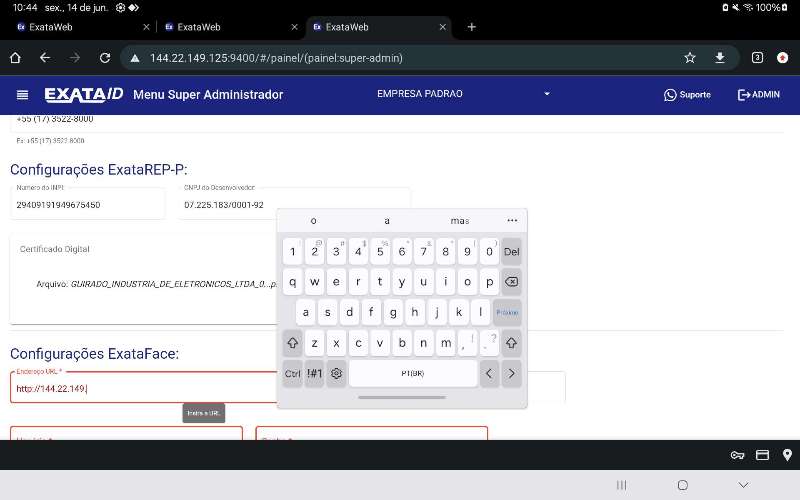 10:44 sex., 14 de jun. 100%
ExataWeb
ExataWeb
ExataWeb
144.22.149.125:9400/#/painel/(painel:super-admin)
3
EXATA ID Menu Super Administrador EMPRESA PADRAO Suporte ADMIN
+55 (17) 3522-8000
Ex: +55 (17) 3522-8000
Configurações ExataREP-P:
Numero do INPI:
29409191949675450
CNPJ do Desenvolvedor:
07.225.183/0001-92
Certificado Digital
Arquivo: GUIRADO_INDUSTRIA_DE_ELETRONICOS_LTDA_0...p
Configurações ExataFace:
Endereço URL *
http://144.22.149.
Insira a URL
o a mas ...
1 2 3 4 5 6 7 8 9 0 Del
q w e r t y u i o p
a s d f g h j k l Próximo
z x c v b n m , ! . ?
Ctrl !#1 PT(BR) < >